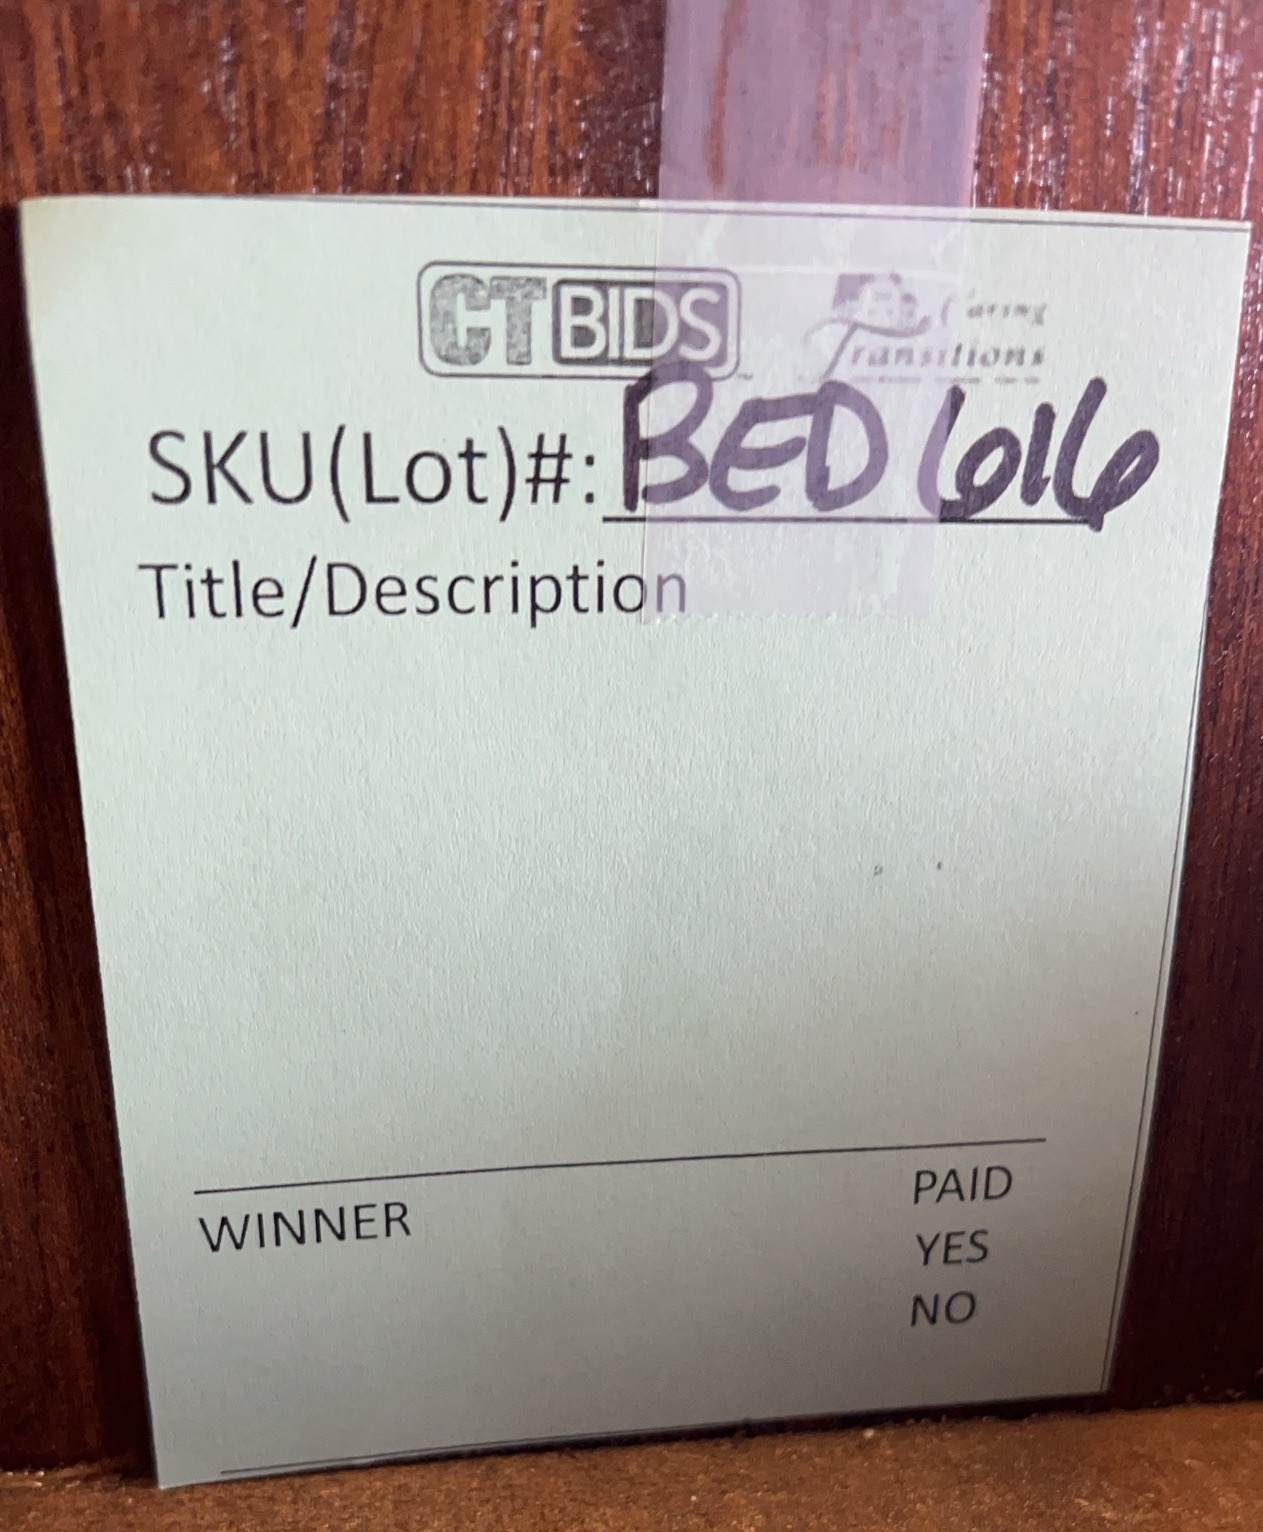 CT BIDS Caring Transitions
SKU(Lot)#: BED 616
Title/Description
WINNER PAID
YES
NO